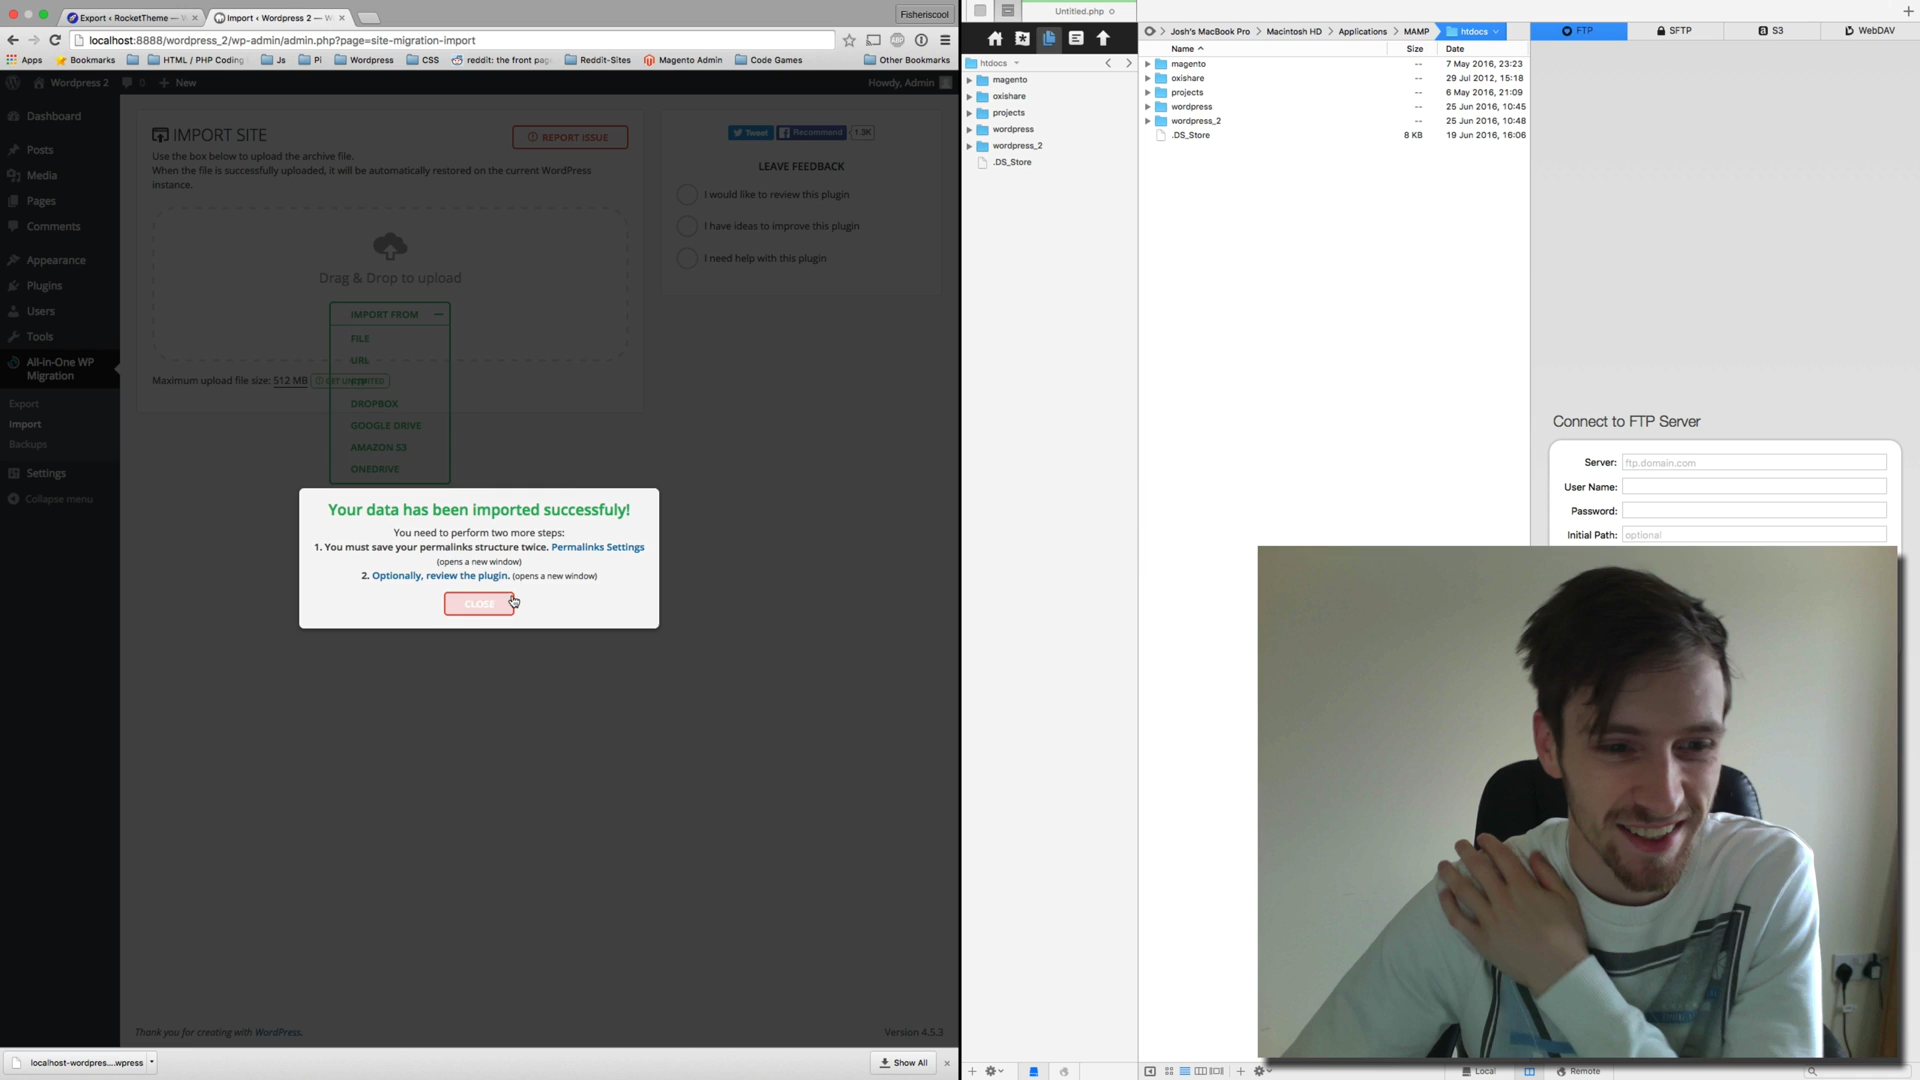 Export < RocketTheme — W
Import < Wordpress 2 — W
Fisheriscool
localhost:8888/wordpress_2/wp-admin/admin.php?page=site-migration-import
Apps
Bookmarks
HTML / PHP Coding
Js
Pi
Wordpress
CSS
reddit: the front page
Reddit-Sites
Magento Admin
Code Games
Other Bookmarks
Wordpress 2
0
New
Howdy, Admin
Dashboard
Posts
Media
Pages
Comments
Appearance
Plugins
Users
Tools
All-in-One WP
Migration
Export
Import
Backups
Settings
Collapse menu
IMPORT SITE
REPORT ISSUE
Use the box below to upload the archive file.
When the file is successfully uploaded, it will be automatically restored on the current WordPress
instance.
Drag & Drop to upload
IMPORT FROM
FILE
URL
DROPBOX
GOOGLE DRIVE
AMAZON S3
ONEDRIVE
Maximum upload file size: 512 MB
Tweet
Recommend
1.3K
LEAVE FEEDBACK
I would like to review this plugin
I have ideas to improve this plugin
I need help with this plugin
Your data has been imported successfuly!
You need to perform two more steps:
1. You must save your permalinks structure twice. Permalinks Settings
(opens a new window)
2. Optionally, review the plugin. (opens a new window)
CLOSE
Thank you for creating with WordPress.
Version 4.5.3
localhost-wordpres....wpress
Show All
Untitled.php
htdocs
magento
oxishare
projects
wordpress
wordpress_2
.DS_Store
Josh's MacBook Pro
Macintosh HD
Applications
MAMP
htdocs
Name
Size
Date
magento -- 7 May 2016, 23:23
oxishare -- 29 Jul 2012, 15:18
projects -- 6 May 2016, 21:09
wordpress -- 25 Jun 2016, 10:45
wordpress_2 -- 25 Jun 2016, 10:48
.DS_Store 8 KB 19 Jun 2016, 16:06
FTP
SFTP
S3
WebDAV
Connect to FTP Server
Server: ftp.domain.com
User Name:
Password:
Initial Path: optional
Local
Remote